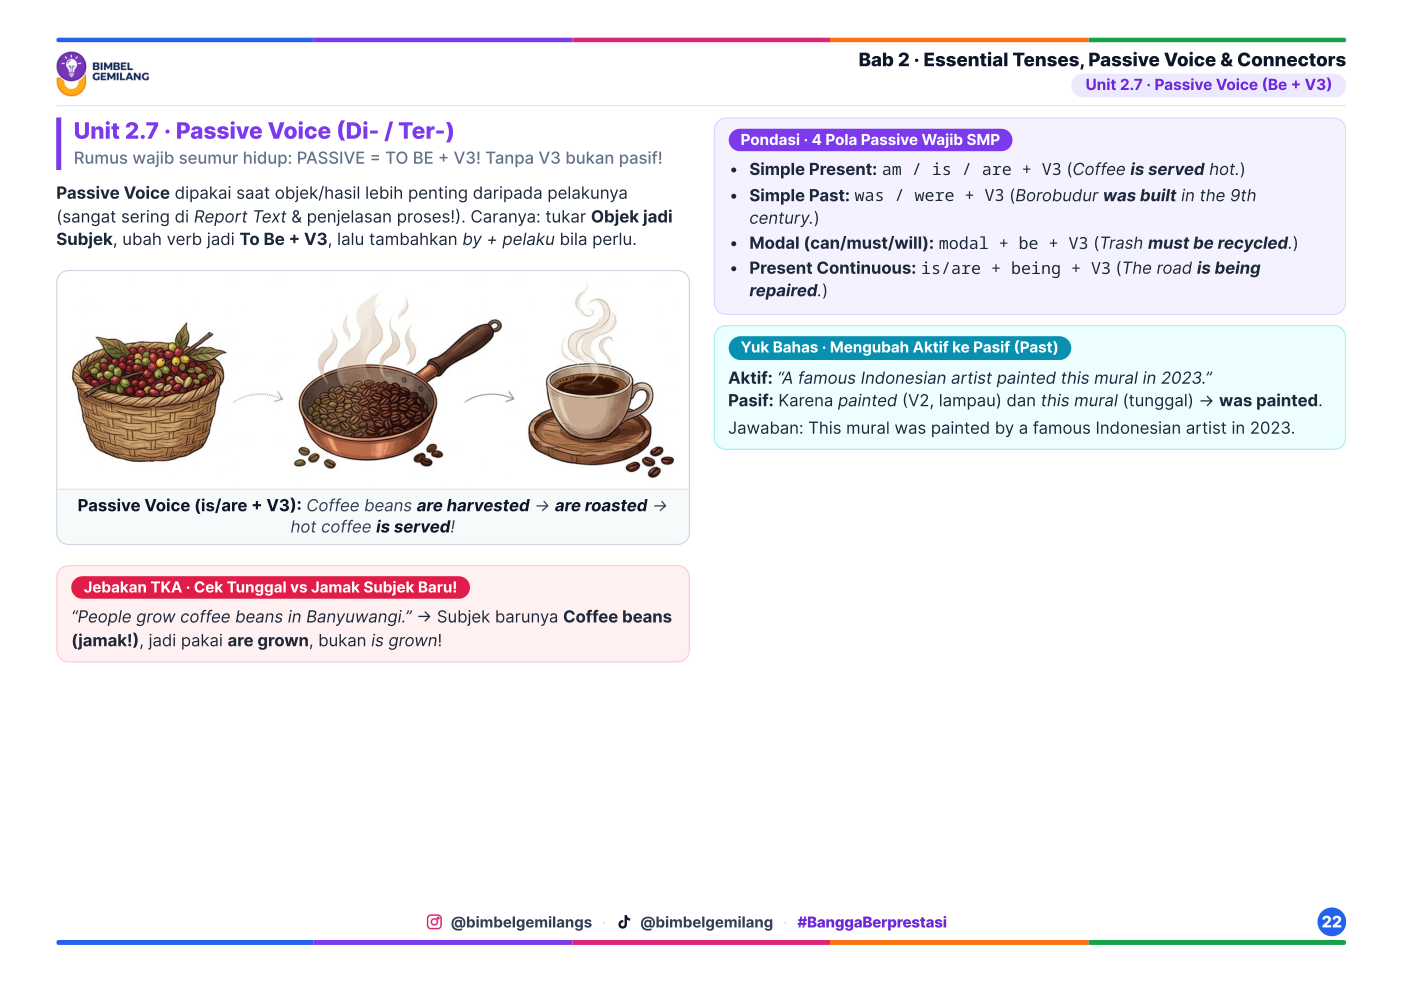 BIMBEL
GEMILANG
Bab 2 · Essential Tenses, Passive Voice & Connectors
Unit 2.7 · Passive Voice (Be + V3)
Unit 2.7 · Passive Voice (Di- / Ter-)
Rumus wajib seumur hidup: PASSIVE = TO BE + V3! Tanpa V3 bukan pasif!
Passive Voice dipakai saat objek/hasil lebih penting daripada pelakunya
(sangat sering di Report Text & penjelasan proses!). Caranya: tukar Objek jadi
Subjek, ubah verb jadi To Be + V3, lalu tambahkan by + pelaku bila perlu.
Passive Voice (is/are + V3): Coffee beans are harvested → are roasted →
hot coffee is served!
Jebakan TKA · Cek Tunggal vs Jamak Subjek Baru!
“People grow coffee beans in Banyuwangi.” → Subjek barunya Coffee beans
(jamak!), jadi pakai are grown, bukan is grown!
Pondasi · 4 Pola Passive Wajib SMP
• Simple Present: am / is / are + V3 (Coffee is served hot.)
• Simple Past: was / were + V3 (Borobudur was built in the 9th
century.)
• Modal (can/must/will): modal + be + V3 (Trash must be recycled.)
• Present Continuous: is/are + being + V3 (The road is being
repaired.)
Yuk Bahas · Mengubah Aktif ke Pasif (Past)
Aktif: “A famous Indonesian artist painted this mural in 2023.”
Pasif: Karena painted (V2, lampau) dan this mural (tunggal) → was painted.
Jawaban: This mural was painted by a famous Indonesian artist in 2023.
@bimbelgemilangs · @bimbelgemilang · #BanggaBerprestasi
22